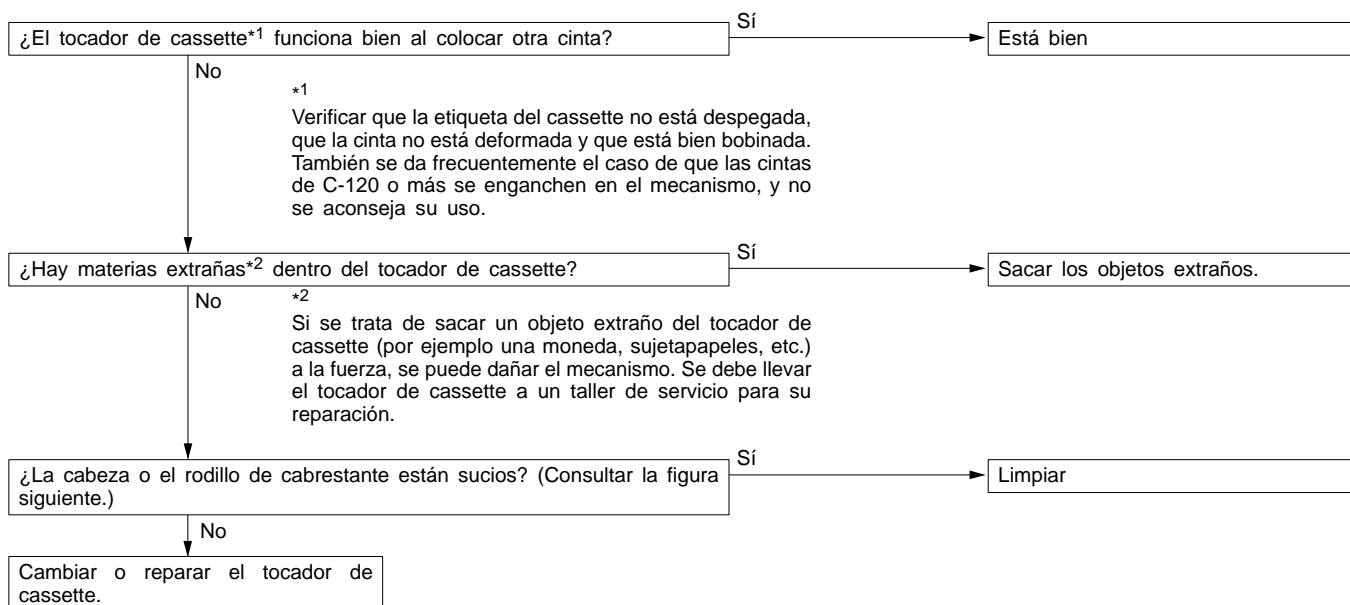 ¿El tocador de cassette*1 funciona bien al colocar otra cinta?
Sí
Está bien
No
*1
Verificar que la etiqueta del cassette no está despegada,
que la cinta no está deformada y que está bien bobinada.
También se da frecuentemente el caso de que las cintas
de C-120 o más se enganchen en el mecanismo, y no
se aconseja su uso.
¿Hay materias extrañas*2 dentro del tocador de cassette?
Sí
Sacar los objetos extraños.
No
*2
Si se trata de sacar un objeto extraño del tocador de
cassette (por ejemplo una moneda, sujetapapeles, etc.)
a la fuerza, se puede dañar el mecanismo. Se debe llevar
el tocador de cassette a un taller de servicio para su
reparación.
¿La cabeza o el rodillo de cabrestante están sucios? (Consultar la figura
siguiente.)
Sí
Limpiar
No
Cambiar o reparar el tocador de
cassette.